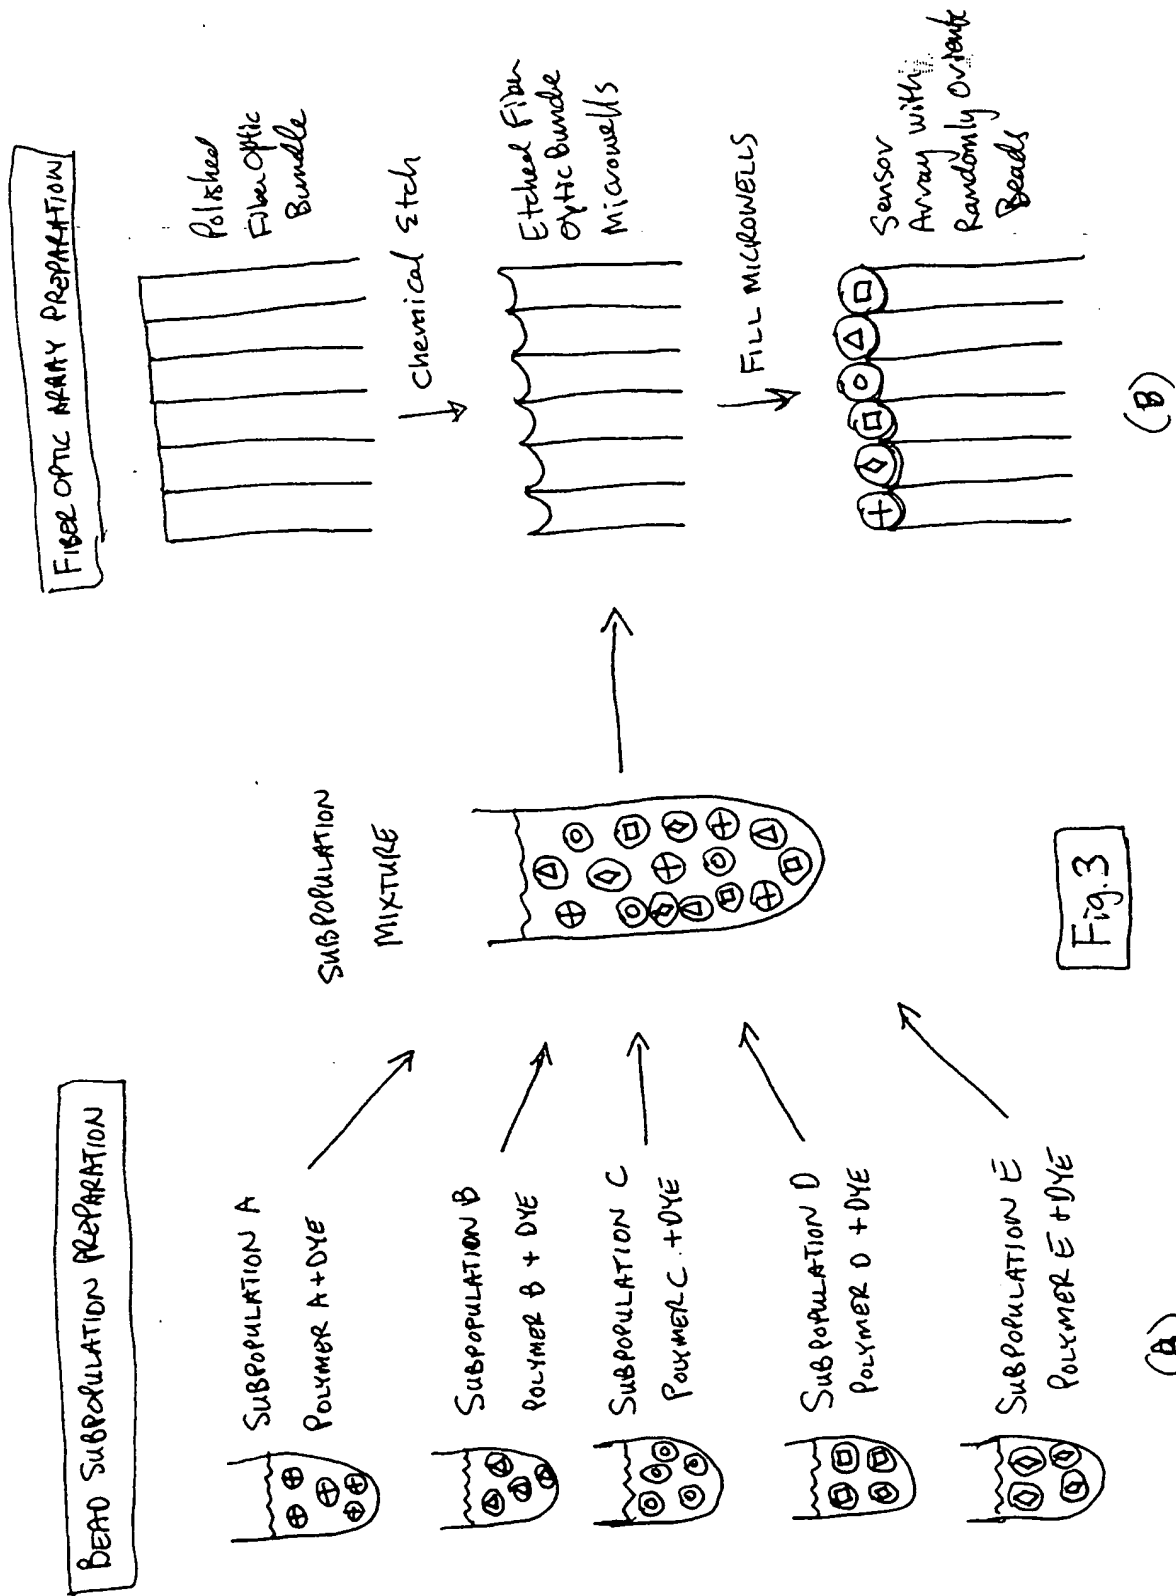 BEAD SUBPOPULATION PREPARATION
SUBPOPULATION A
POLYMER A + DYE
SUBPOPULATION B
POLYMER B + DYE
SUBPOPULATION C
POLYMER C + DYE
SUBPOPULATION D
POLYMER D + DYE
SUBPOPULATION E
POLYMER E + DYE
(A)
SUBPOPULATION
MIXTURE
Fig.3
FIBER OPTIC ARRAY PREPARATION
Polished
Fiber Optic
Bundle
Chemical Etch
Etched Fiber
Optic Bundle
Microwells
FILL MICROWELLS
Sensor
Array with
Randomly
Beads
(B)